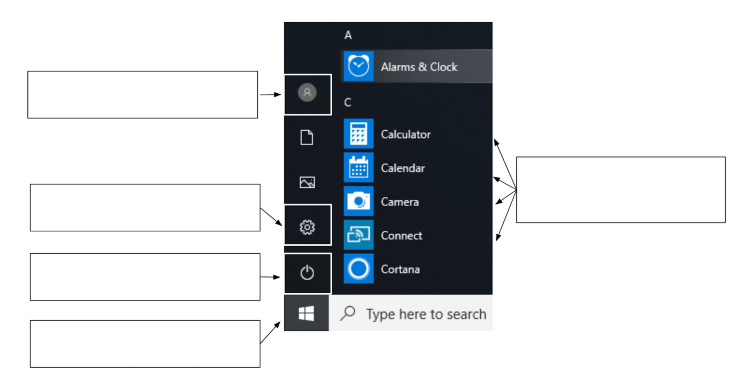 A
Alarms & Clock
C
Calculator
Calendar
Camera
Connect
Cortana
Type here to search